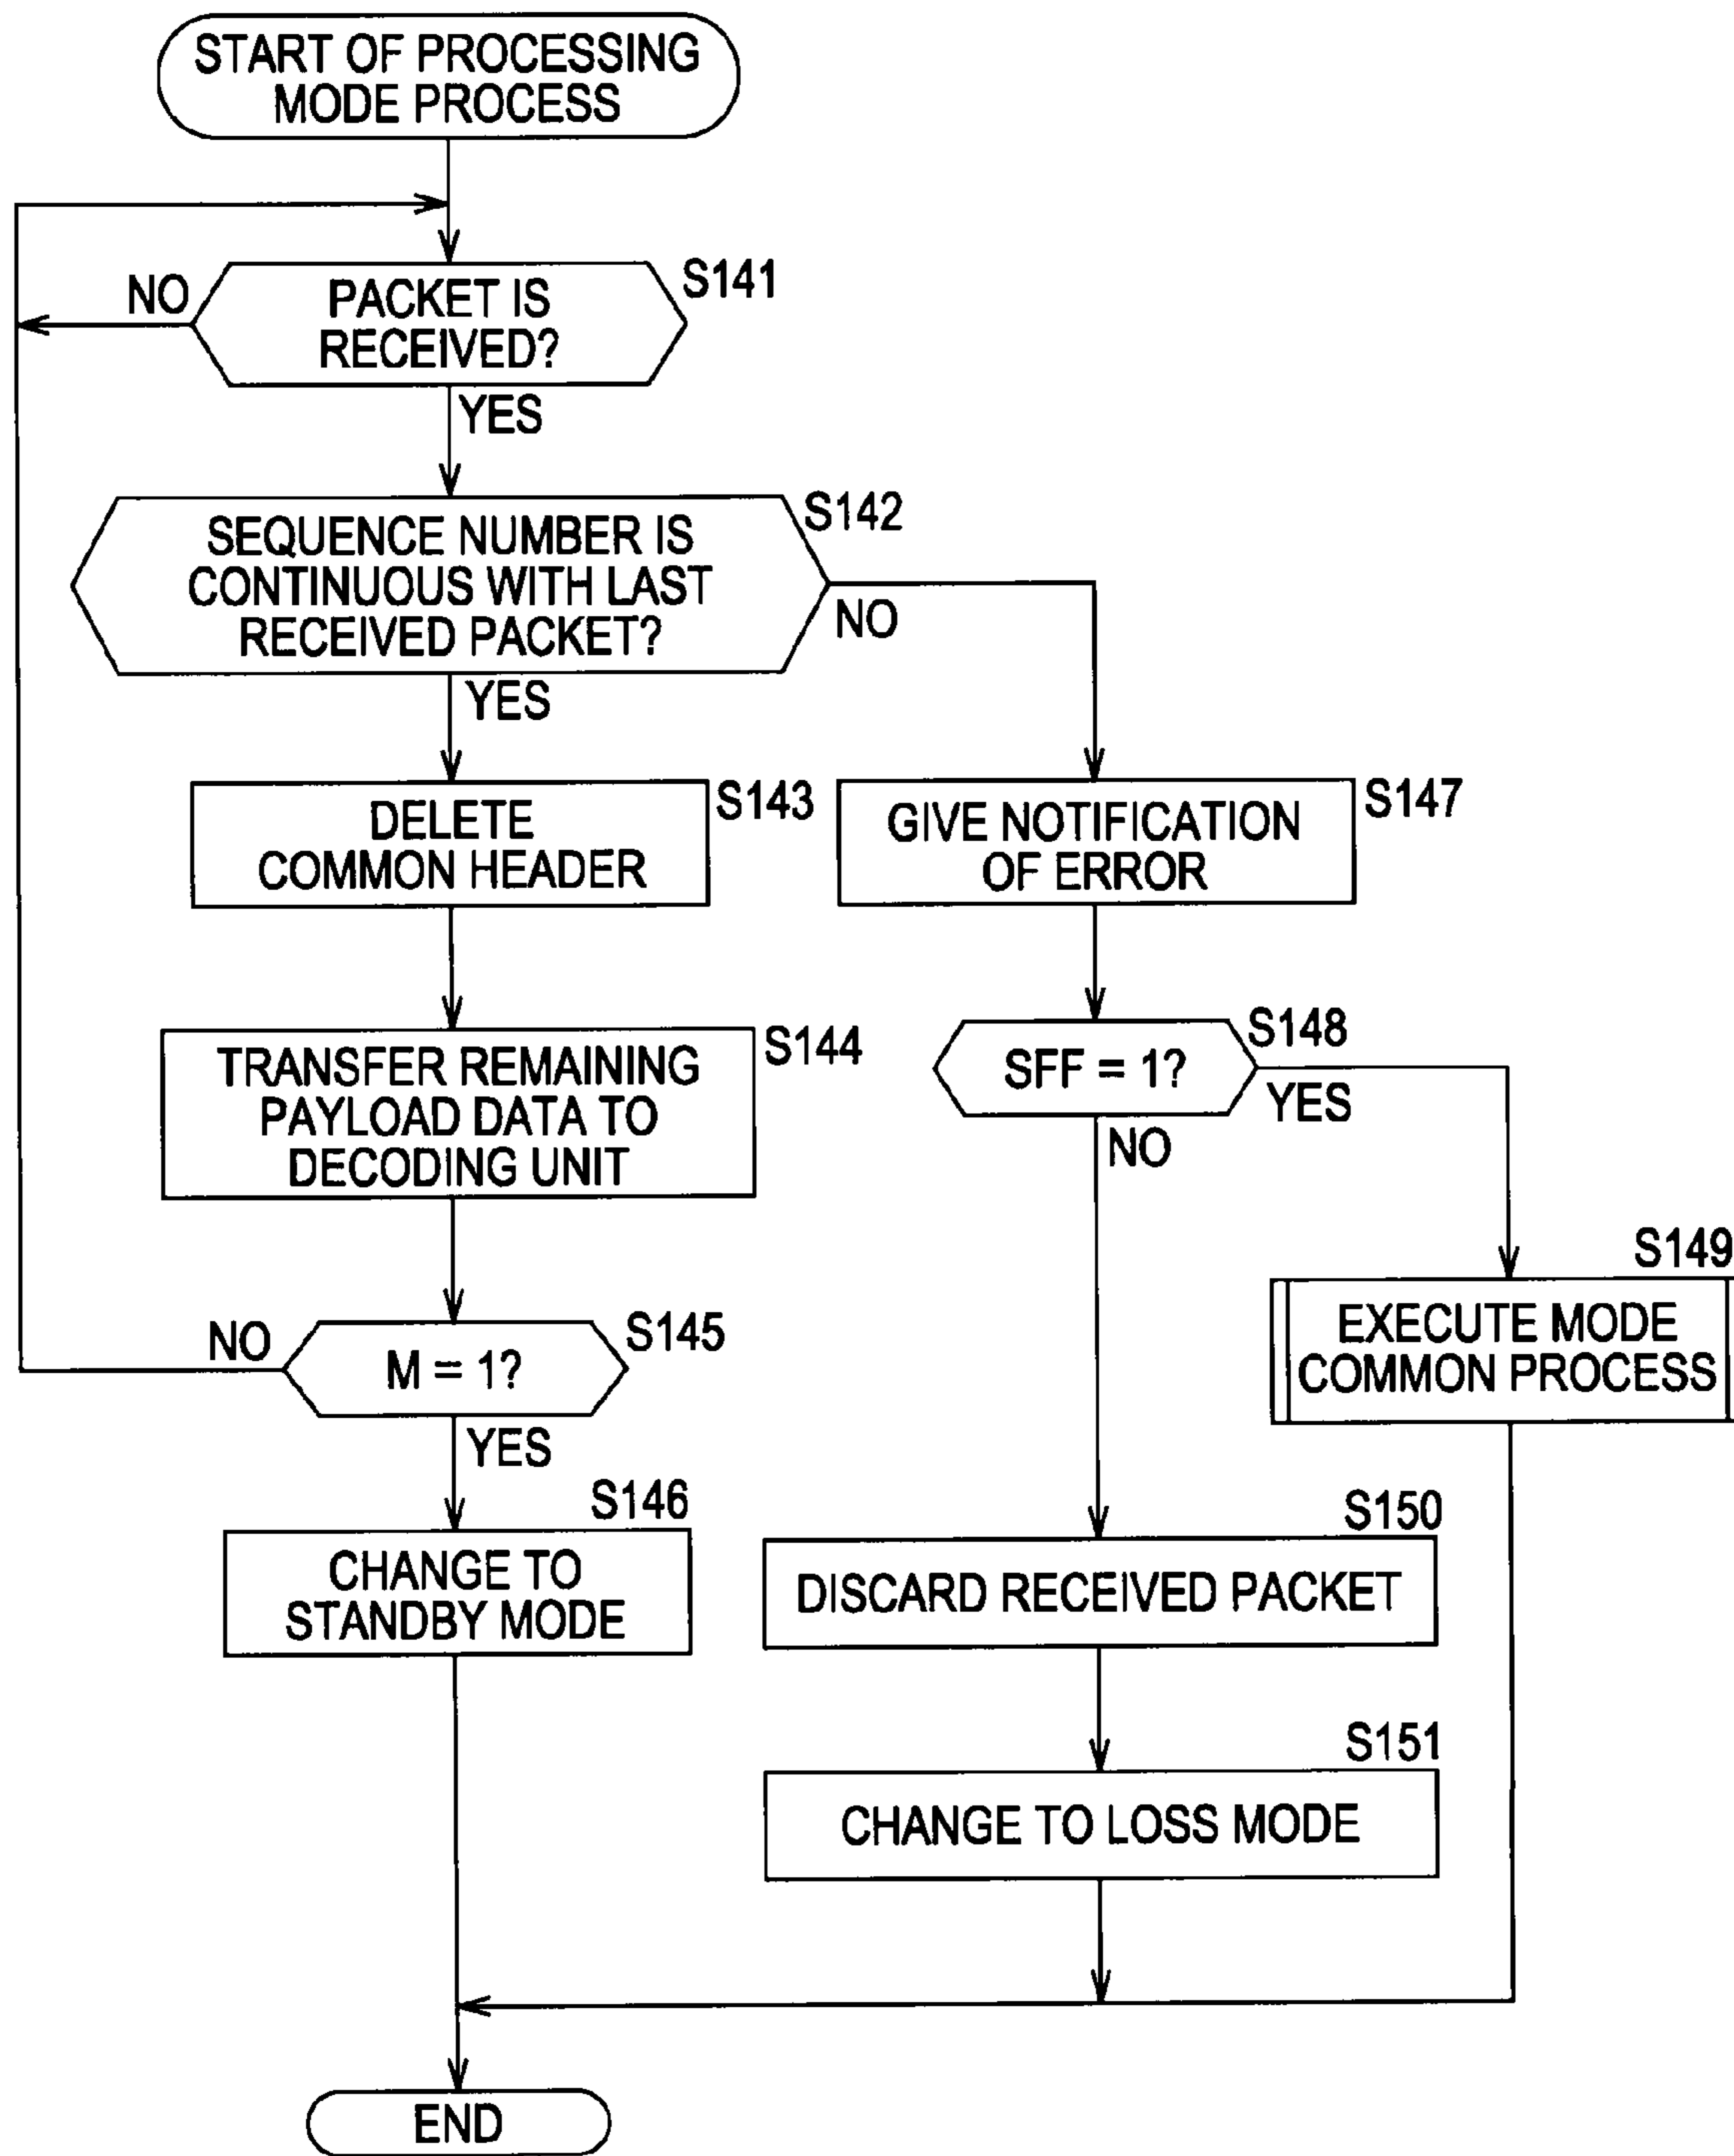 START OF PROCESSING
MODE PROCESS
NO
PACKET IS
RECEIVED?
S141
YES
SEQUENCE NUMBER IS
CONTINUOUS WITH LAST
RECEIVED PACKET?
S142
NO
YES
DELETE
COMMON HEADER
S143
GIVE NOTIFICATION
OF ERROR
S147
TRANSFER REMAINING
PAYLOAD DATA TO
DECODING UNIT
S144
SFF = 1?
S148
YES
NO
S149
EXECUTE MODE
COMMON PROCESS
NO
M = 1?
S145
YES
S146
CHANGE TO
STANDBY MODE
S150
DISCARD RECEIVED PACKET
S151
CHANGE TO LOSS MODE
END